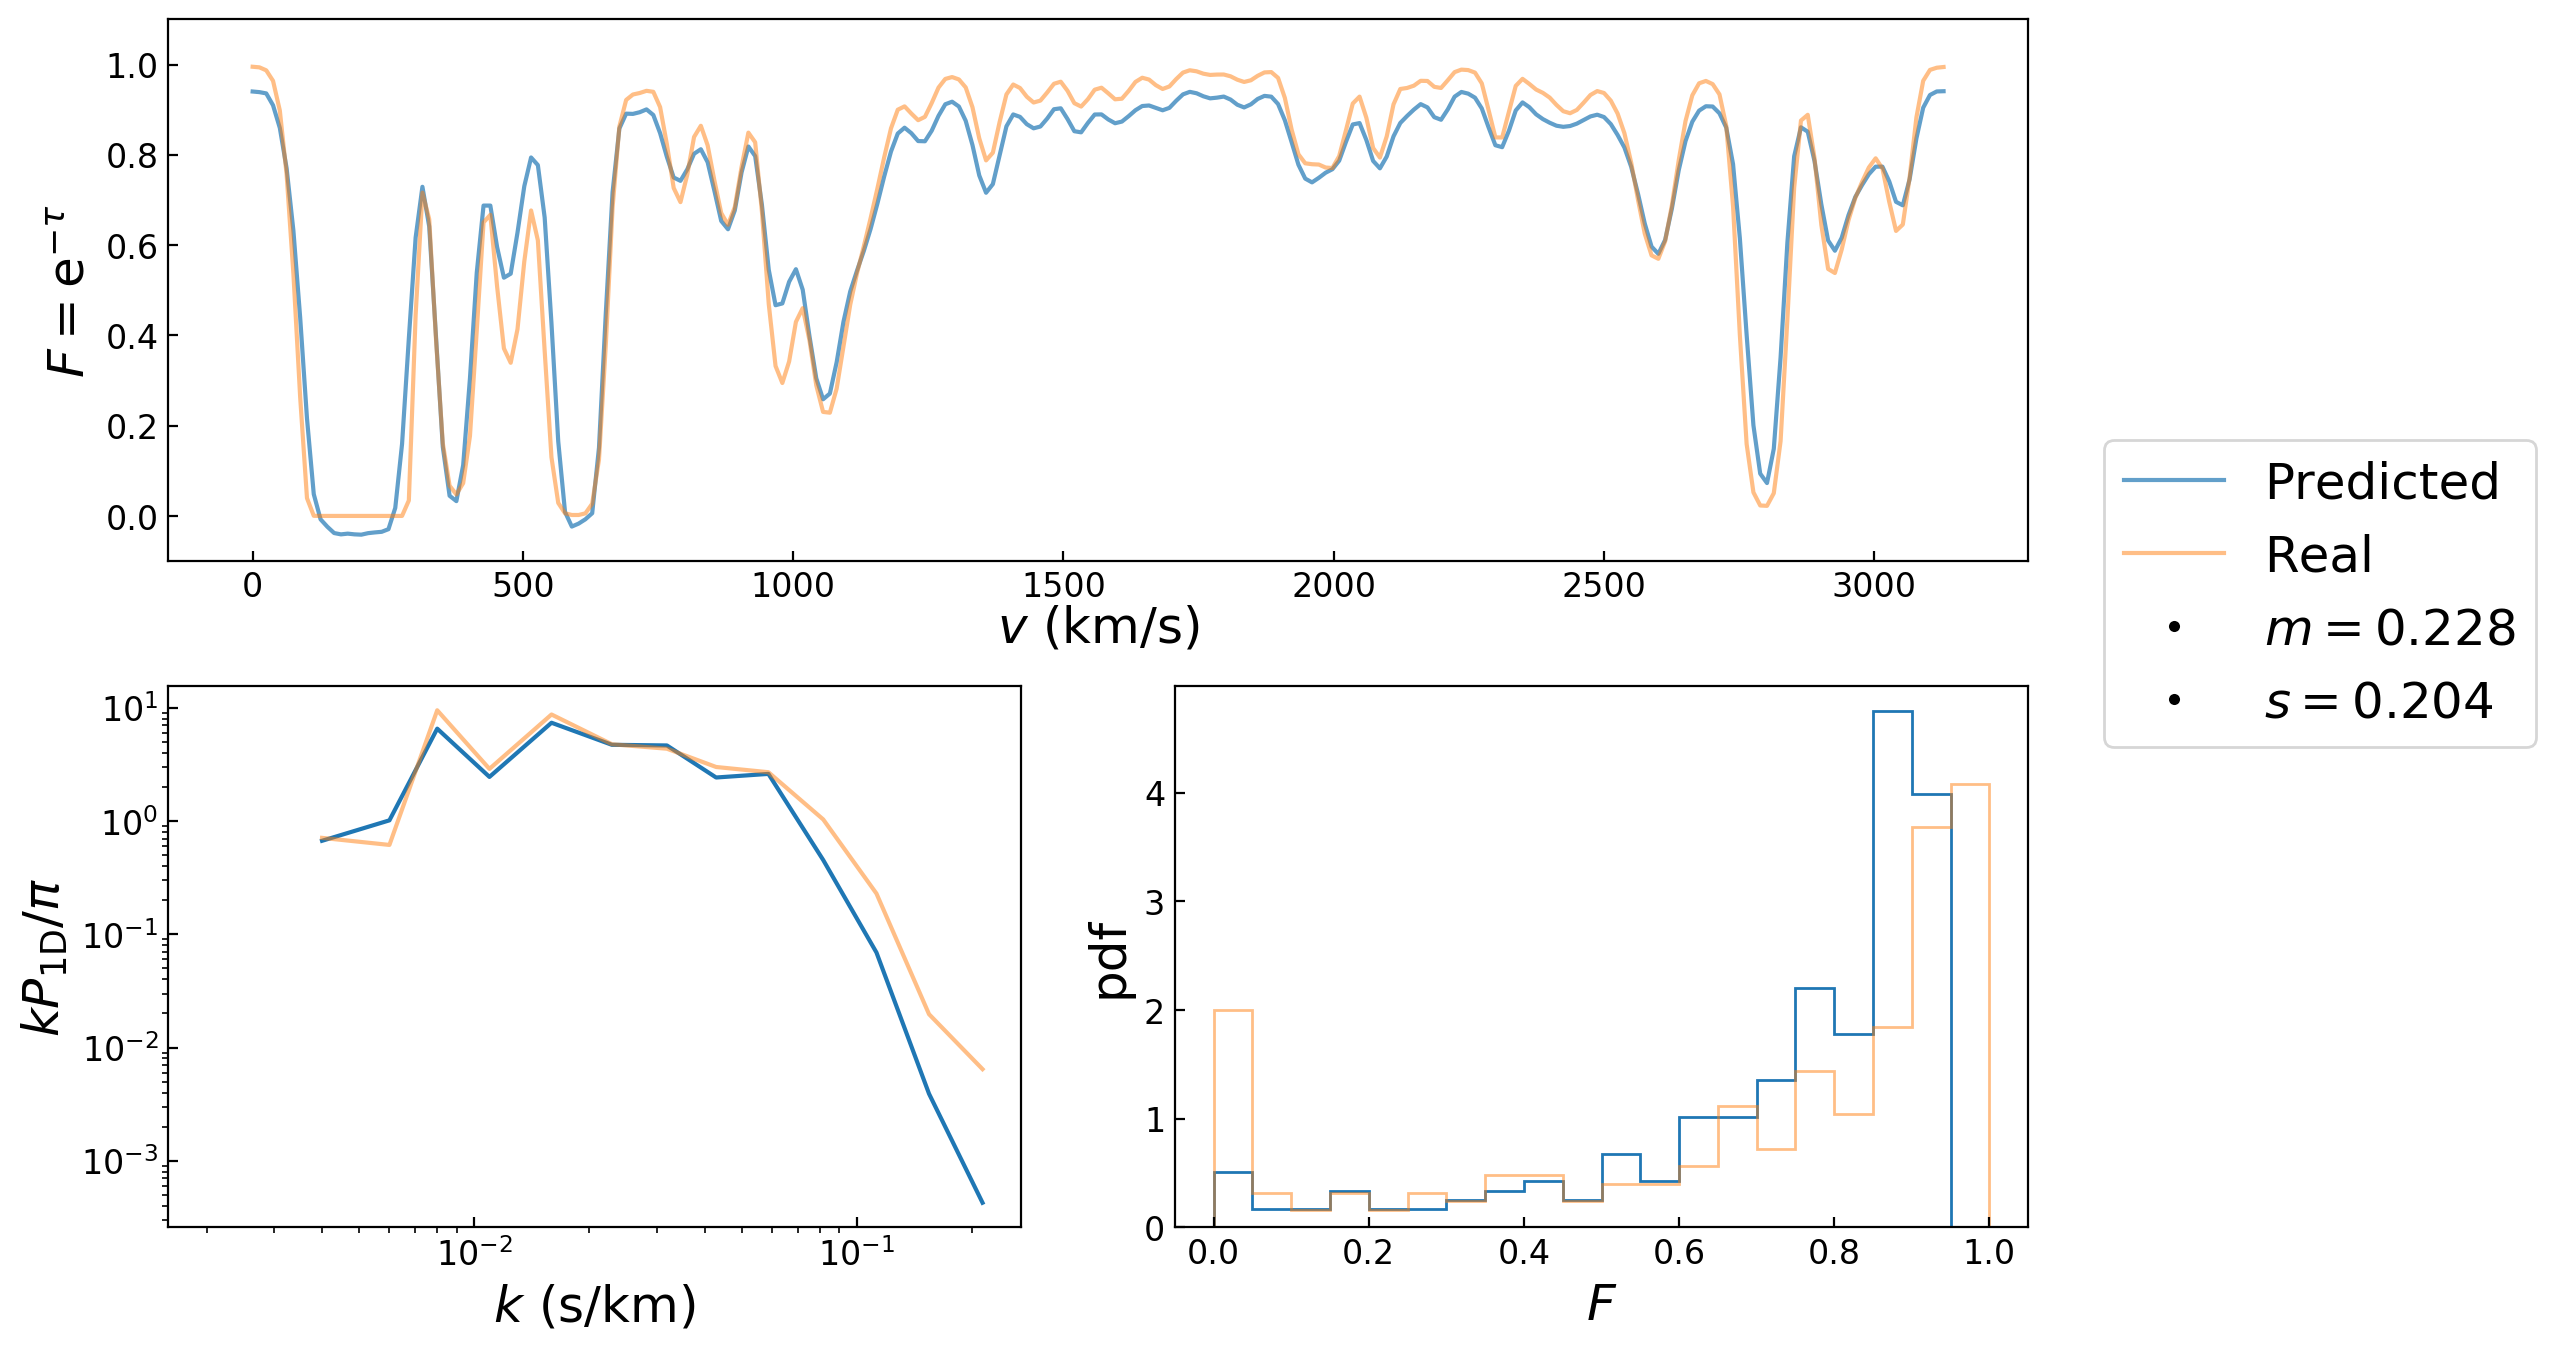 F = e^{−τ}
1.0
0.8
0.6
0.4
0.2
0.0
0 500 1000 1500 2000 2500 3000
v (km/s)
Predicted
Real
m = 0.228
s = 0.204
kP_{1D}/π
10^{1}
10^{0}
10^{−1}
10^{−2}
10^{−3}
10^{−2} 10^{−1}
k (s/km)
pdf
4
3
2
1
0
0.0 0.2 0.4 0.6 0.8 1.0
F